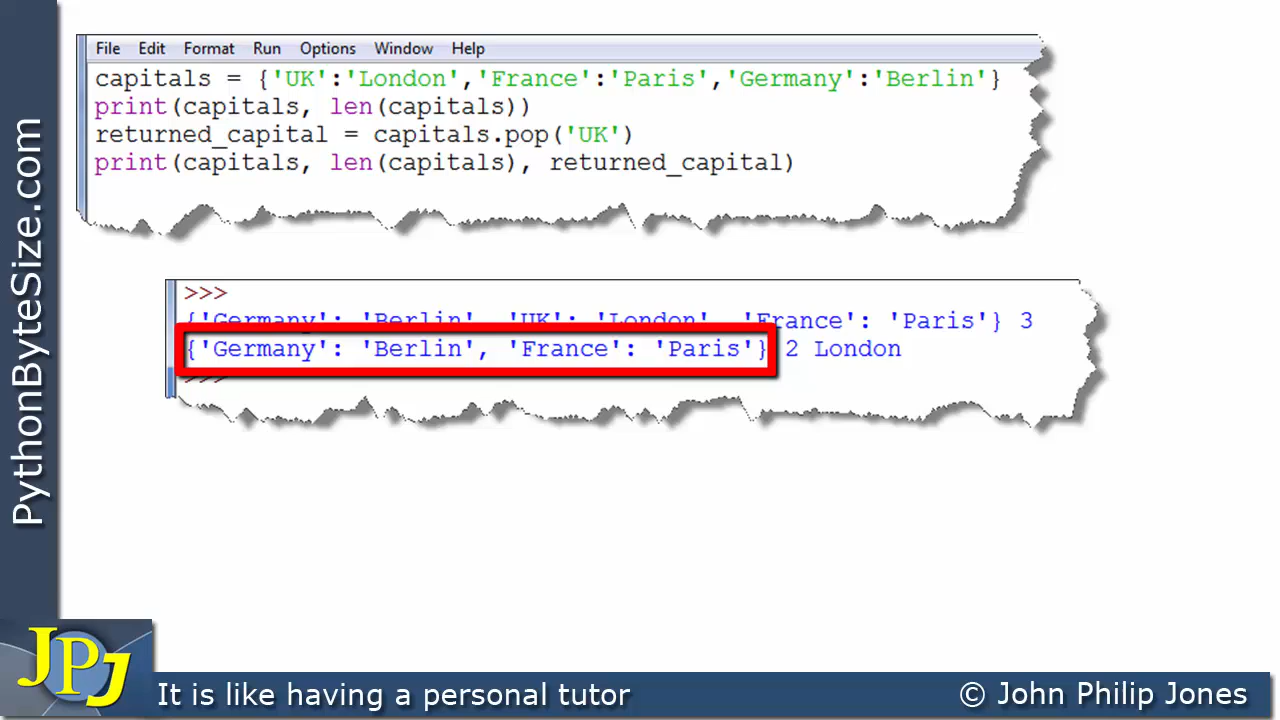 PythonByteSize.com
File Edit Format Run Options Window Help
capitals = {'UK':'London','France':'Paris','Germany':'Berlin'}
print(capitals, len(capitals))
returned_capital = capitals.pop('UK')
print(capitals, len(capitals), returned_capital)
>>>
{'Germany': 'Berlin', 'UK': 'London', 'France': 'Paris'} 3
{'Germany': 'Berlin', 'France': 'Paris'} 2 London
>>>
JPJ
It is like having a personal tutor
© John Philip Jones